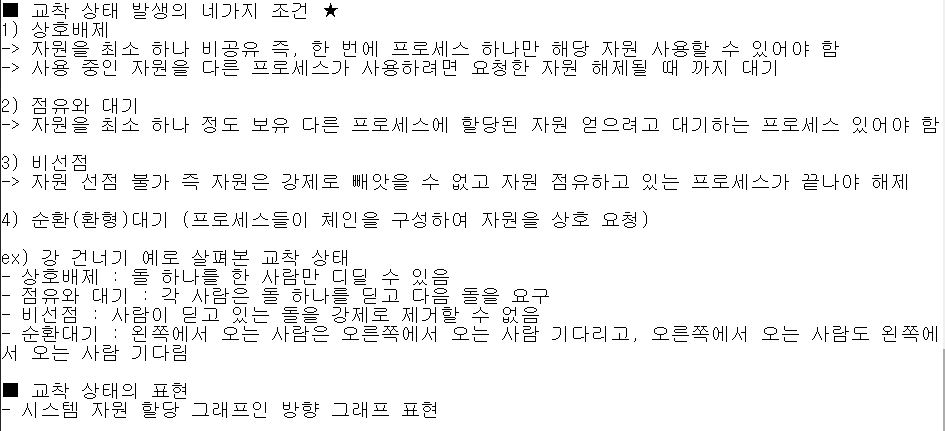 ■ 교착 상태 발생의 네가지 조건 ★
1) 상호배제
-> 자원을 최소 하나 비공유 즉, 한 번에 프로세스 하나만 해당 자원 사용할 수 있어야 함
-> 사용 중인 자원을 다른 프로세스가 사용하려면 요청한 자원 해제될 때 까지 대기
2) 점유와 대기
-> 자원을 최소 하나 정도 보유 다른 프로세스에 할당된 자원 얻으려고 대기하는 프로세스 있어야 함
3) 비선점
-> 자원 선점 불가 즉 자원은 강제로 빼앗을 수 없고 자원 점유하고 있는 프로세스가 끝나야 해제
4) 순환(환형)대기 (프로세스들이 체인을 구성하여 자원을 상호 요청)
ex) 강 건너기 예로 살펴본 교착 상태
- 상호배제 : 돌 하나를 한 사람만 디딜 수 있음
- 점유와 대기 : 각 사람은 돌 하나를 딛고 다음 돌을 요구
- 비선점 : 사람이 딛고 있는 돌을 강제로 제거할 수 없음
- 순환대기 : 왼쪽에서 오는 사람은 오른쪽에서 오는 사람 기다리고, 오른쪽에서 오는 사람도 왼쪽에
서 오는 사람 기다림
■ 교착 상태의 표현
- 시스템 자원 할당 그래프인 방향 그래프 표현